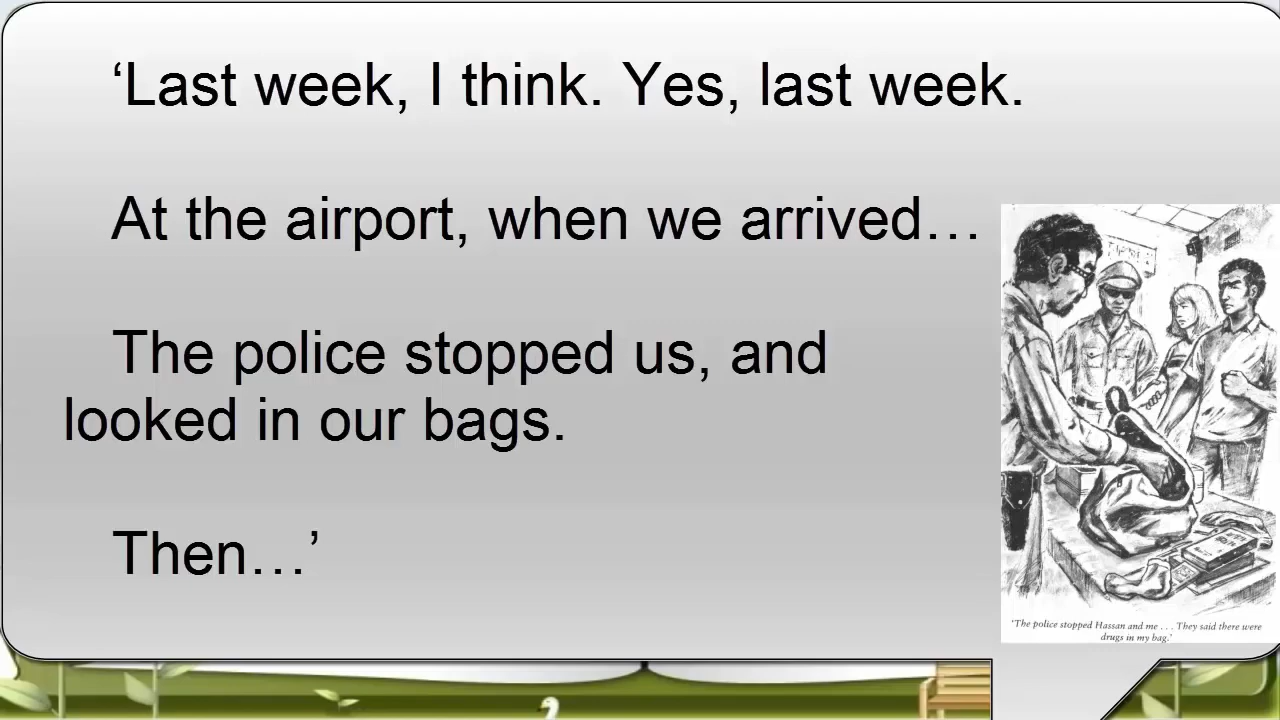 ‘Last week, I think. Yes, last week.
At the airport, when we arrived…
The police stopped us, and
looked in our bags.
Then…’
'The police stopped Hassan and me . . . They said there were
drugs in my bag.'